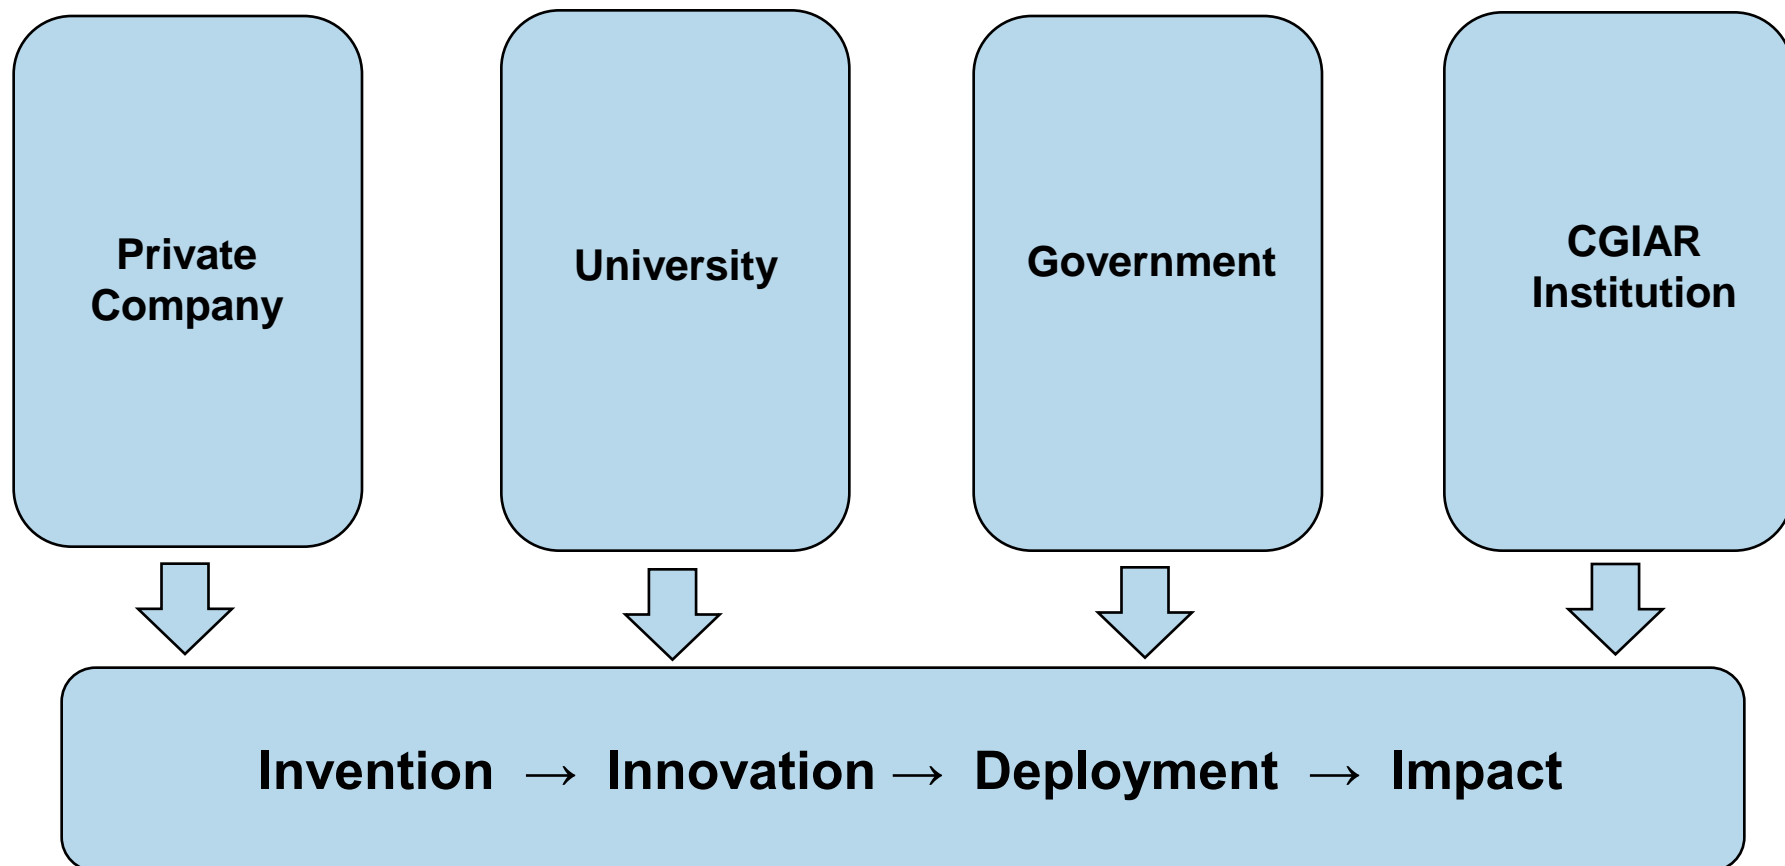 Private
Company
University
Government
CGIAR
Institution
Invention → Innovation → Deployment → Impact